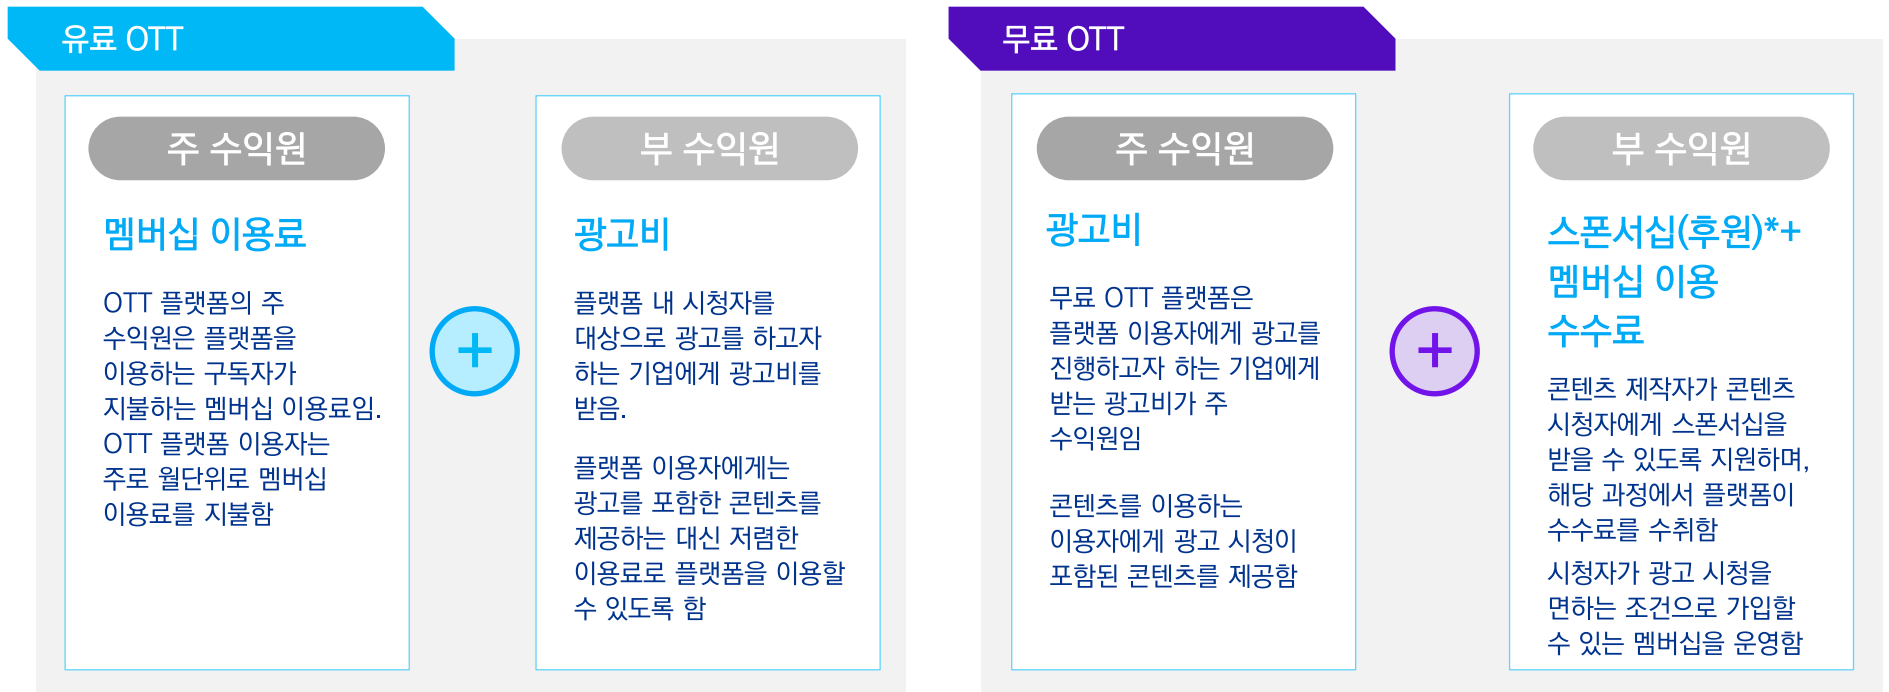 유료 OTT
주 수익원
멤버십 이용료
OTT 플랫폼의 주
수익원은 플랫폼을
이용하는 구독자가
지불하는 멤버십 이용료임.
OTT 플랫폼 이용자는
주로 월단위로 멤버십
이용료를 지불함
+
부 수익원
광고비
플랫폼 내 시청자를
대상으로 광고를 하고자
하는 기업에게 광고비를
받음.
플랫폼 이용자에게는
광고를 포함한 콘텐츠를
제공하는 대신 저렴한
이용료로 플랫폼을 이용할
수 있도록 함
무료 OTT
주 수익원
광고비
무료 OTT 플랫폼은
플랫폼 이용자에게 광고를
진행하고자 하는 기업에게
받는 광고비가 주
수익원임
콘텐츠를 이용하는
이용자에게 광고 시청이
포함된 콘텐츠를 제공함
+
부 수익원
스폰서십(후원)*+
멤버십 이용
수수료
콘텐츠 제작자가 콘텐츠
시청자에게 스폰서십을
받을 수 있도록 지원하며,
해당 과정에서 플랫폼이
수수료를 수취함
시청자가 광고 시청을
면하는 조건으로 가입할
수 있는 멤버십을 운영함